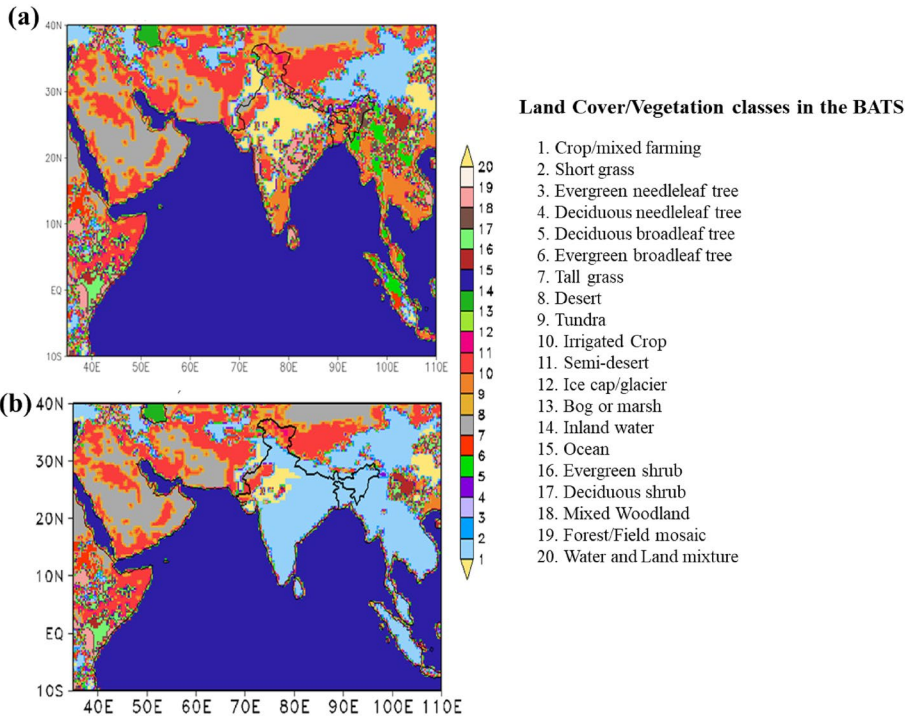 (a)
40N
30N
20N
10N
EQ
10S
40E 50E 60E 70E 80E 90E 100E 110E
(b)
40N
30N
20N
10N
EQ
10S
40E 50E 60E 70E 80E 90E 100E 110E
20
19
18
17
16
15
14
13
12
11
10
9
8
7
6
5
4
3
2
1
Land Cover/Vegetation classes in the BATS
1. Crop/mixed farming
2. Short grass
3. Evergreen needleleaf tree
4. Deciduous needleleaf tree
5. Deciduous broadleaf tree
6. Evergreen broadleaf tree
7. Tall grass
8. Desert
9. Tundra
10. Irrigated Crop
11. Semi-desert
12. Ice cap/glacier
13. Bog or marsh
14. Inland water
15. Ocean
16. Evergreen shrub
17. Deciduous shrub
18. Mixed Woodland
19. Forest/Field mosaic
20. Water and Land mixture